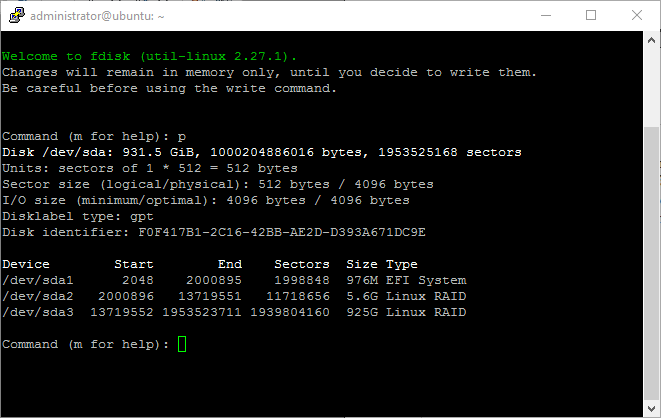 administrator@ubuntu: ~
Welcome to fdisk (util-linux 2.27.1).
Changes will remain in memory only, until you decide to write them.
Be careful before using the write command.
Command (m for help): p
Disk /dev/sda: 931.5 GiB, 1000204886016 bytes, 1953525168 sectors
Units: sectors of 1 * 512 = 512 bytes
Sector size (logical/physical): 512 bytes / 4096 bytes
I/O size (minimum/optimal): 4096 bytes / 4096 bytes
Disklabel type: gpt
Disk identifier: F0F417B1-2C16-42BB-AE2D-D393A671DC9E
Device Start End Sectors Size Type
/dev/sda1 2048 2000895 1998848 976M EFI System
/dev/sda2 2000896 13719551 11718656 5.6G Linux RAID
/dev/sda3 13719552 1953523711 1939804160 925G Linux RAID
Command (m for help):